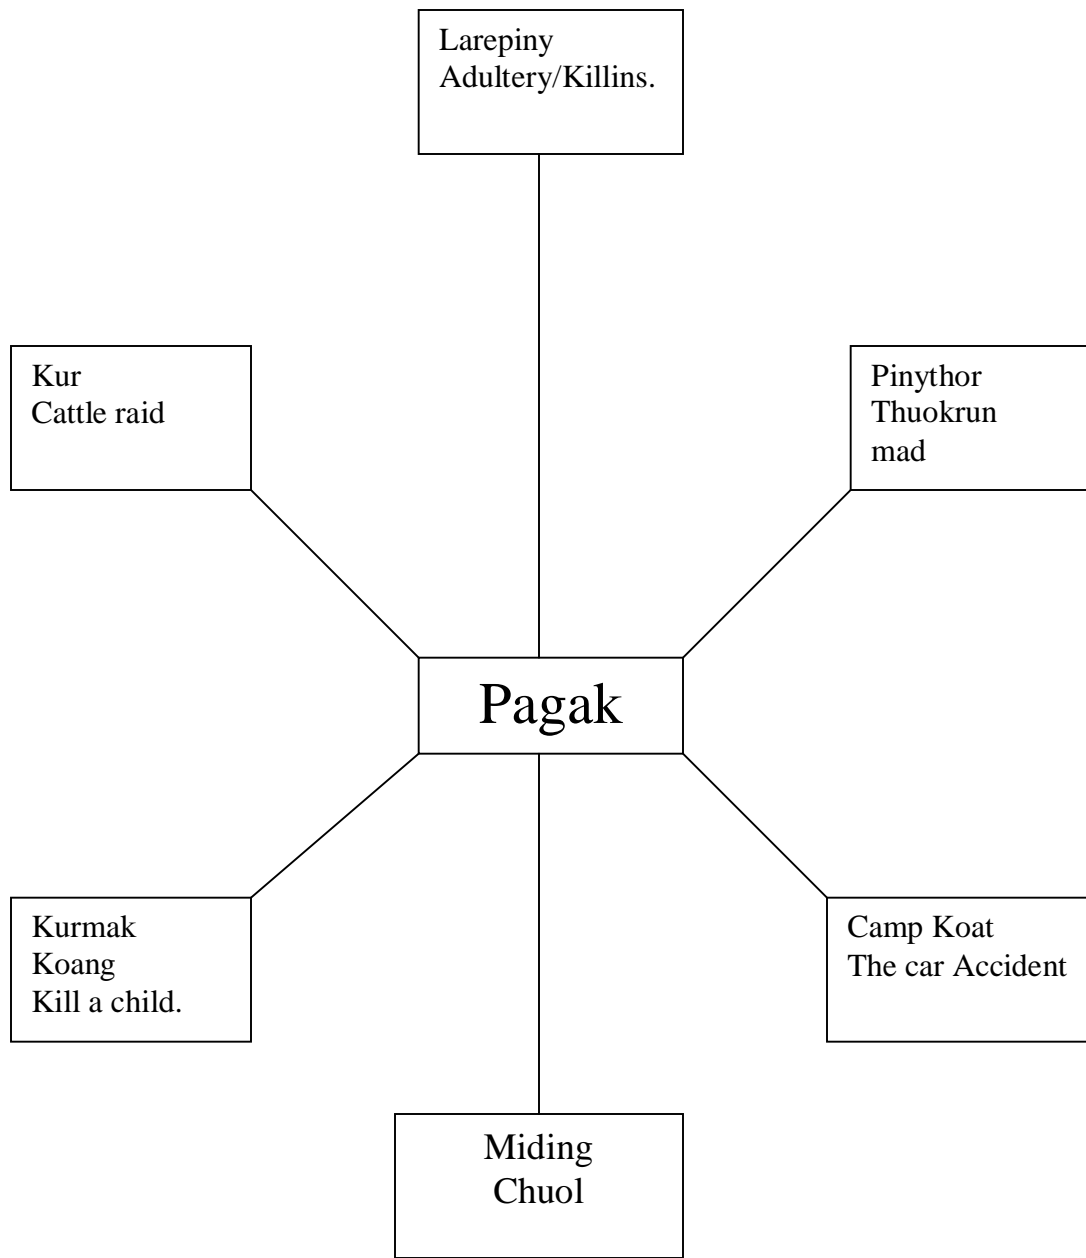 Larepiny
Adultery/Killins.
Kur
Cattle raid
Pinythor
Thuokrun
mad
Pagak
Kurmak
Koang
Kill a child.
Camp Koat
The car Accident
Miding
Chuol